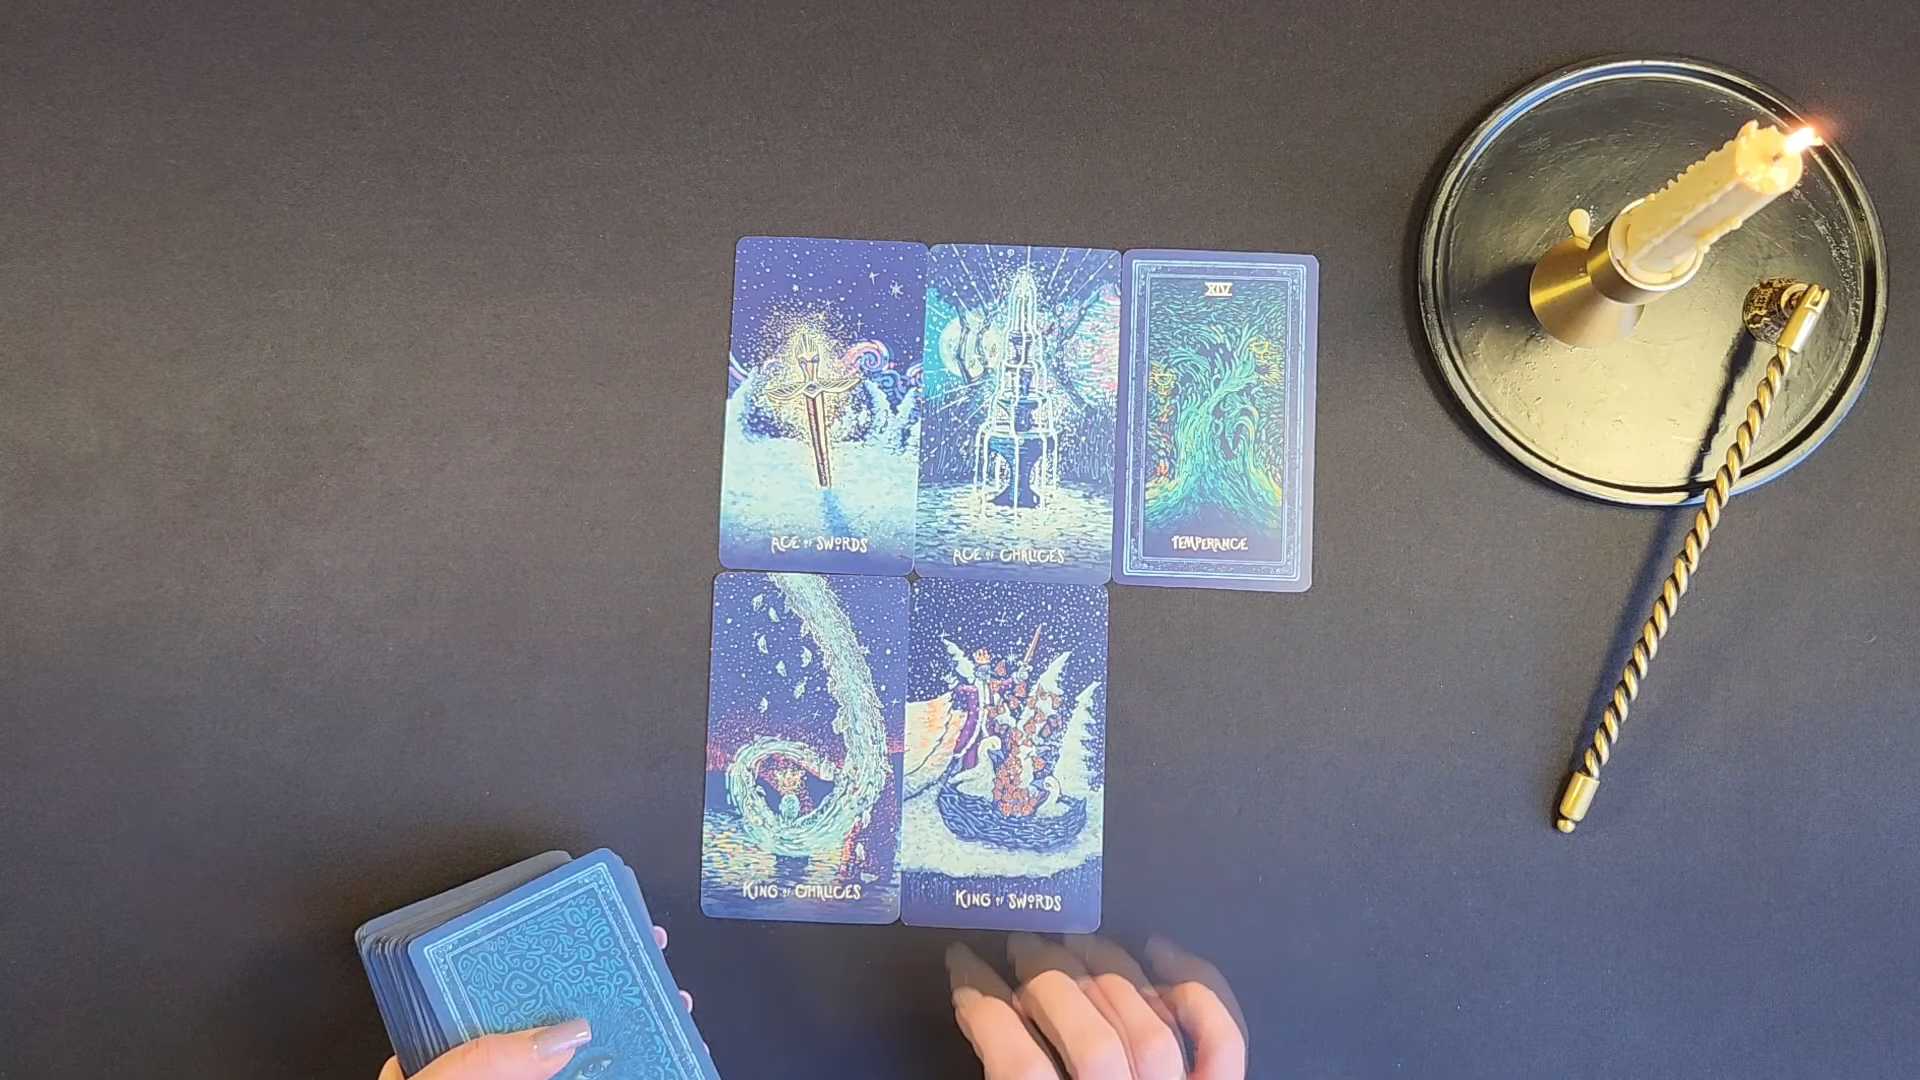 ACE OF SWORDS
ACE OF CHALICES
XIV
TEMPERANCE
KING OF CHALICES
KING OF SWORDS